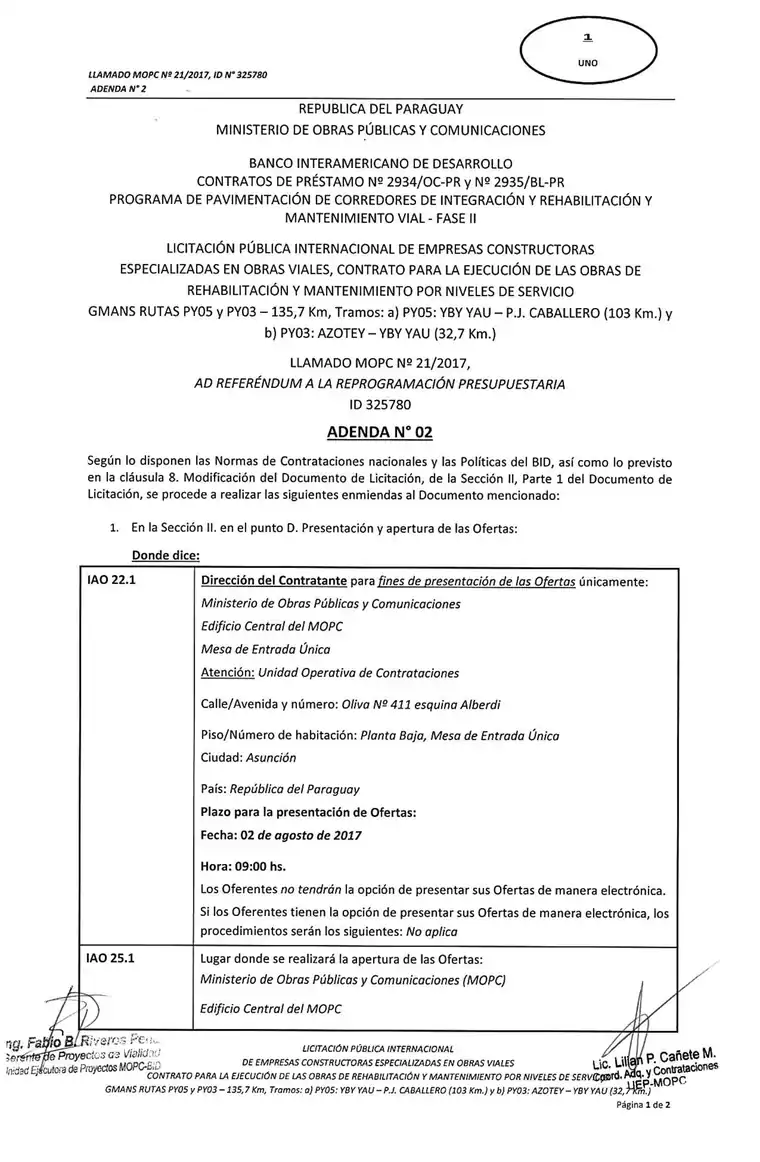 1
UNO
LLAMADO MOPC Nº 21/2017, ID N° 325780
ADENDA N° 2
REPUBLICA DEL PARAGUAY
MINISTERIO DE OBRAS PÚBLICAS Y COMUNICACIONES
BANCO INTERAMERICANO DE DESARROLLO
CONTRATOS DE PRÉSTAMO Nº 2934/OC-PR y Nº 2935/BL-PR
PROGRAMA DE PAVIMENTACIÓN DE CORREDORES DE INTEGRACIÓN Y REHABILITACIÓN Y
MANTENIMIENTO VIAL - FASE II
LICITACIÓN PÚBLICA INTERNACIONAL DE EMPRESAS CONSTRUCTORAS
ESPECIALIZADAS EN OBRAS VIALES, CONTRATO PARA LA EJECUCIÓN DE LAS OBRAS DE
REHABILITACIÓN Y MANTENIMIENTO POR NIVELES DE SERVICIO
GMANS RUTAS PY05 y PY03 – 135,7 Km, Tramos: a) PY05: YBY YAU – P.J. CABALLERO (103 Km.) y
b) PY03: AZOTEY – YBY YAU (32,7 Km.)
LLAMADO MOPC Nº 21/2017,
AD REFERÉNDUM A LA REPROGRAMACIÓN PRESUPUESTARIA
ID 325780
ADENDA N° 02
Según lo disponen las Normas de Contrataciones nacionales y las Políticas del BID, así como lo previsto
en la cláusula 8. Modificación del Documento de Licitación, de la Sección II, Parte 1 del Documento de
Licitación, se procede a realizar las siguientes enmiendas al Documento mencionado:
1. En la Sección II. en el punto D. Presentación y apertura de las Ofertas:
Donde dice:
IAO 22.1
Dirección del Contratante para fines de presentación de las Ofertas únicamente:
Ministerio de Obras Públicas y Comunicaciones
Edificio Central del MOPC
Mesa de Entrada Única
Atención: Unidad Operativa de Contrataciones
Calle/Avenida y número: Oliva Nº 411 esquina Alberdi
Piso/Número de habitación: Planta Baja, Mesa de Entrada Única
Ciudad: Asunción
País: República del Paraguay
Plazo para la presentación de Ofertas:
Fecha: 02 de agosto de 2017
Hora: 09:00 hs.
Los Oferentes no tendrán la opción de presentar sus Ofertas de manera electrónica.
Si los Oferentes tienen la opción de presentar sus Ofertas de manera electrónica, los
procedimientos serán los siguientes: No aplica
IAO 25.1
Lugar donde se realizará la apertura de las Ofertas:
Ministerio de Obras Públicas y Comunicaciones (MOPC)
Edificio Central del MOPC
ng. Fabio B. Riveros
Gerente de Proyectos de Vialidad
Unidad Ejecutora de Proyectos MOPC-BID
Lic. Lilian P. Cañete M.
Coord. Adq. y Contrataciones
UEP-MOPC
LICITACIÓN PÚBLICA INTERNACIONAL
DE EMPRESAS CONSTRUCTORAS ESPECIALIZADAS EN OBRAS VIALES
CONTRATO PARA LA EJECUCIÓN DE LAS OBRAS DE REHABILITACIÓN Y MANTENIMIENTO POR NIVELES DE SERVICIO
GMANS RUTAS PY05 y PY03 – 135,7 Km, Tramos: a) PY05: YBY YAU – P.J. CABALLERO (103 Km.) y b) PY03: AZOTEY – YBY YAU (32,7 Km.)
Página 1 de 2